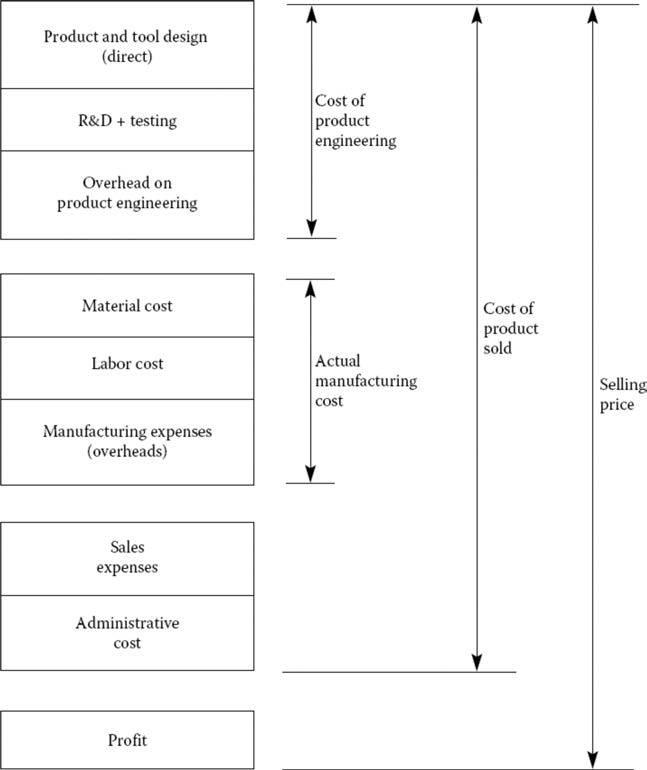 Product and tool design
(direct)
R&D + testing
Overhead on
product engineering
Cost of
product
engineering
Material cost
Labor cost
Manufacturing expenses
(overheads)
Actual
manufacturing
cost
Cost of
product
sold
Selling
price
Sales
expenses
Administrative
cost
Profit